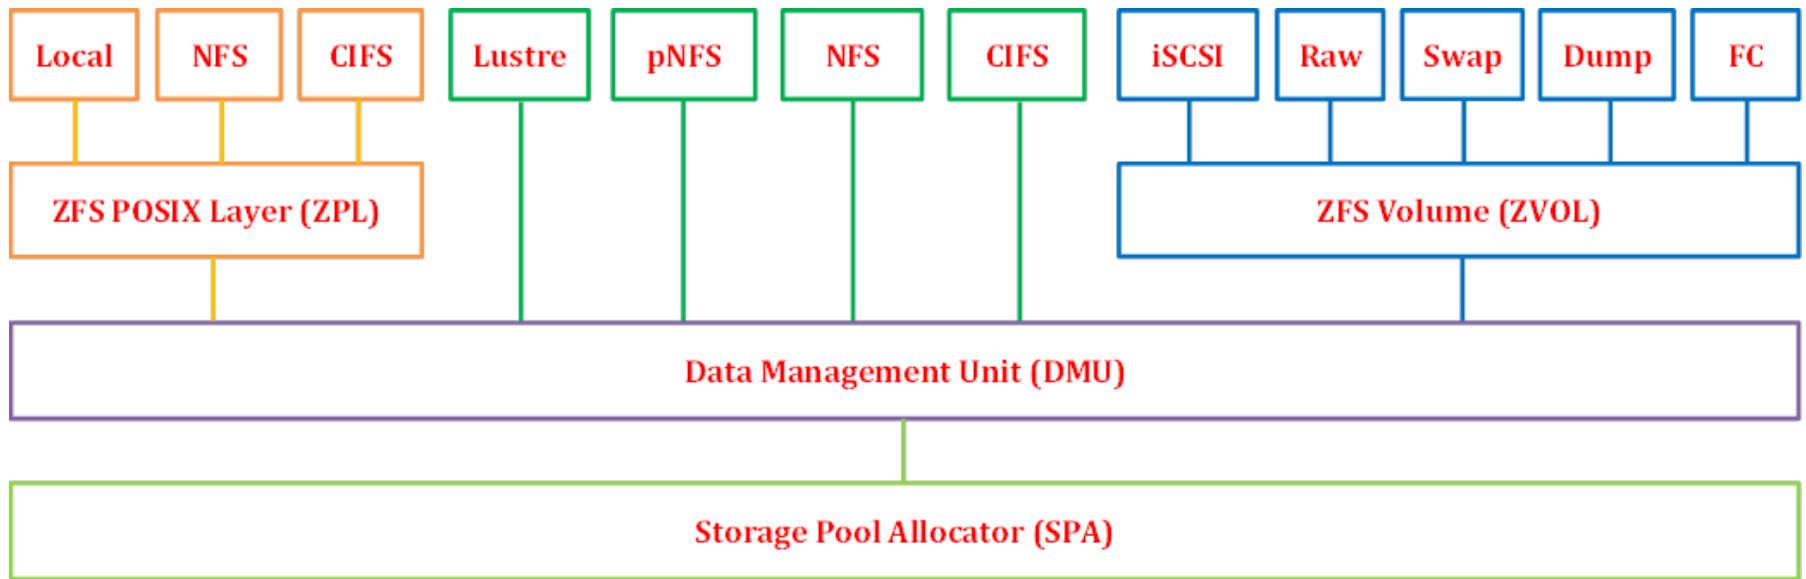 Local
NFS
CIFS
Lustre
pNFS
NFS
CIFS
iSCSI
Raw
Swap
Dump
FC
ZFS POSIX Layer (ZPL)
ZFS Volume (ZVOL)
Data Management Unit (DMU)
Storage Pool Allocator (SPA)